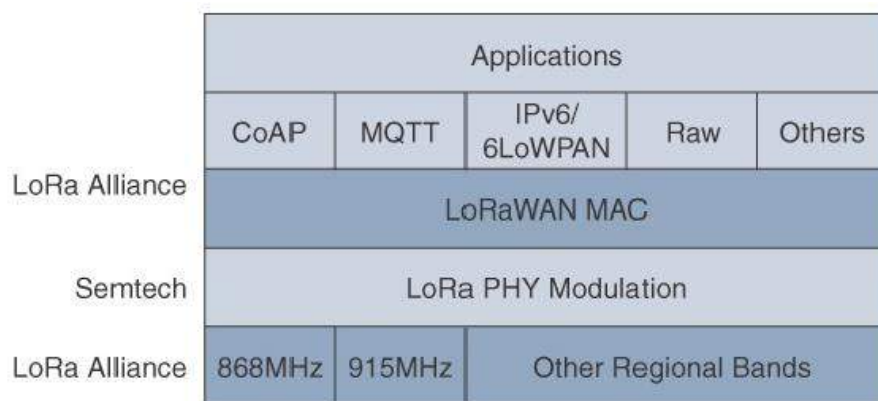 Applications
CoAP MQTT IPv6/
6LoWPAN Raw Others
LoRa Alliance
LoRaWAN MAC
Semtech LoRa PHY Modulation
LoRa Alliance 868MHz 915MHz Other Regional Bands